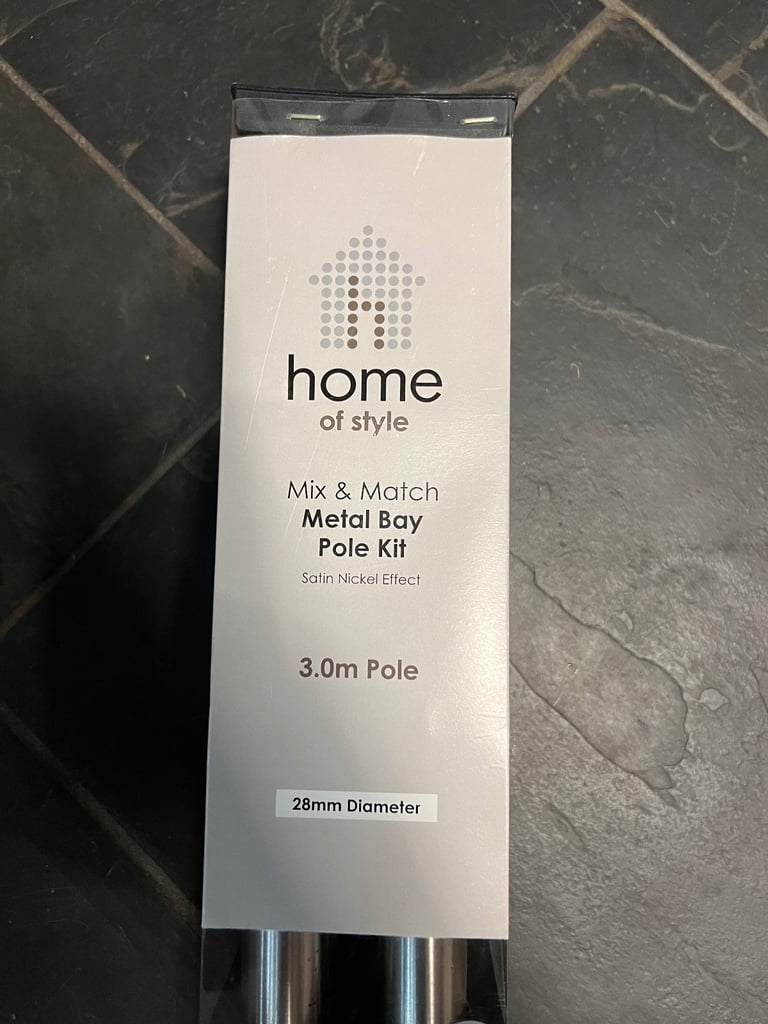 home
of style
Mix & Match
Metal Bay
Pole Kit
Satin Nickel Effect
3.0m Pole
28mm Diameter